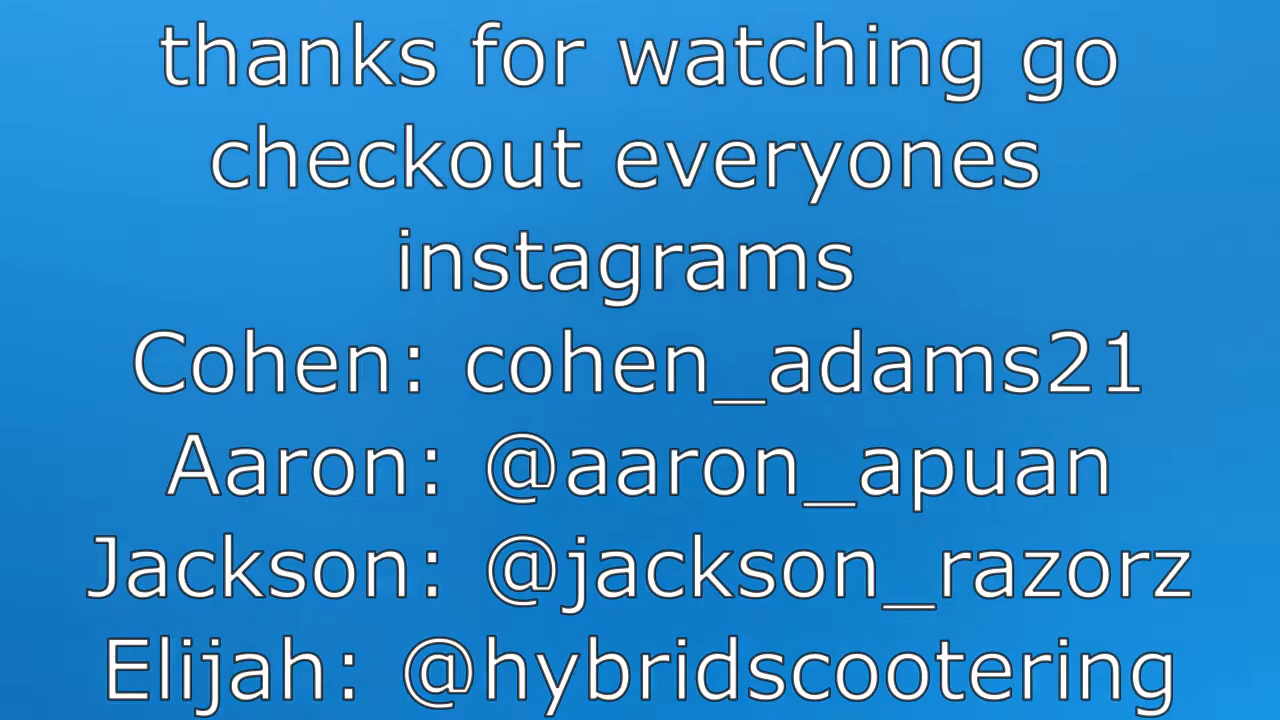 thanks for watching go
checkout everyones
instagrams
Cohen: cohen_adams21
Aaron: @aaron_apuan
Jackson: @jackson_razorz
Elijah: @hybridscootering